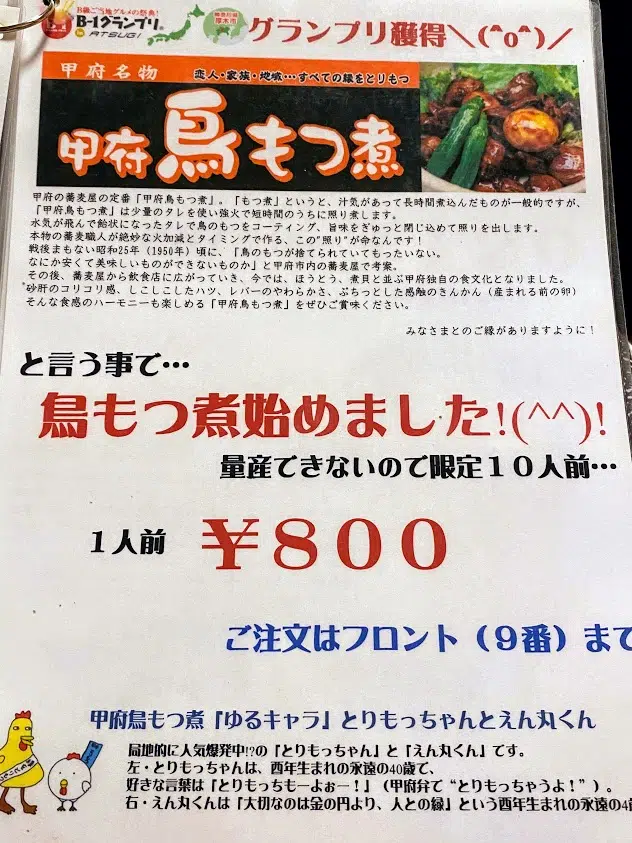 B級ご当地グルメの祭典!
B-1グランプリ
in ATSUGI
神奈川県
厚木市
グランプリ獲得＼(^o^)／
甲府名物
恋人・家族・地域…すべての縁をとりもつ
甲府鳥もつ煮
甲府の蕎麦屋の定番「甲府鳥もつ煮」。「もつ煮」というと、汁気があって長時間煮込んだものが一般的ですが、
「甲府鳥もつ煮」は少量のタレを使い強火で短時間のうちに照り煮します。
水気が飛んで飴状になったタレで鳥のもつをコーティング、旨味をぎゅっと閉じ込めて照りを出します。
本物の蕎麦職人が絶妙な火加減とタイミングで作る、この"照り"が命なんです！
戦後まもない昭和25年（1950年）頃に、「鳥のもつが捨てられていてもったいない。
なにか安くて美味しいものができないものか」と甲府市内の蕎麦屋で考案。
その後、蕎麦屋から飲食店に広がっていき、今では、ほうとう、煮貝と並ぶ甲府独自の食文化となりました。
砂肝のコリコリ感、しこしこしたハツ、レバーのやわらかさ、ぷちっとした感触のきんかん（産まれる前の卵）
そんな食感のハーモニーも楽しめる「甲府鳥もつ煮」をぜひご賞味ください。
みなさまとのご縁がありますように！
と言う事で…
鳥もつ煮始めました!(^^)!
量産できないので限定１０人前…
１人前 ￥８００
ご注文はフロント（９番）まで
甲府鳥もつ煮『ゆるキャラ』とりもっちゃんとえん丸くん
局地的に人気爆発中!?の『とりもっちゃん』と『えん丸くん』です。
左・とりもっちゃんは、酉年生まれの永遠の40歳で、
好きな言葉は『とりもっちもーよぉー！』（甲府弁で“とりもっちゃうよ！”）。
右・えん丸くんは『大切なのは金の円より、人との縁』という酉年生まれの永遠の4